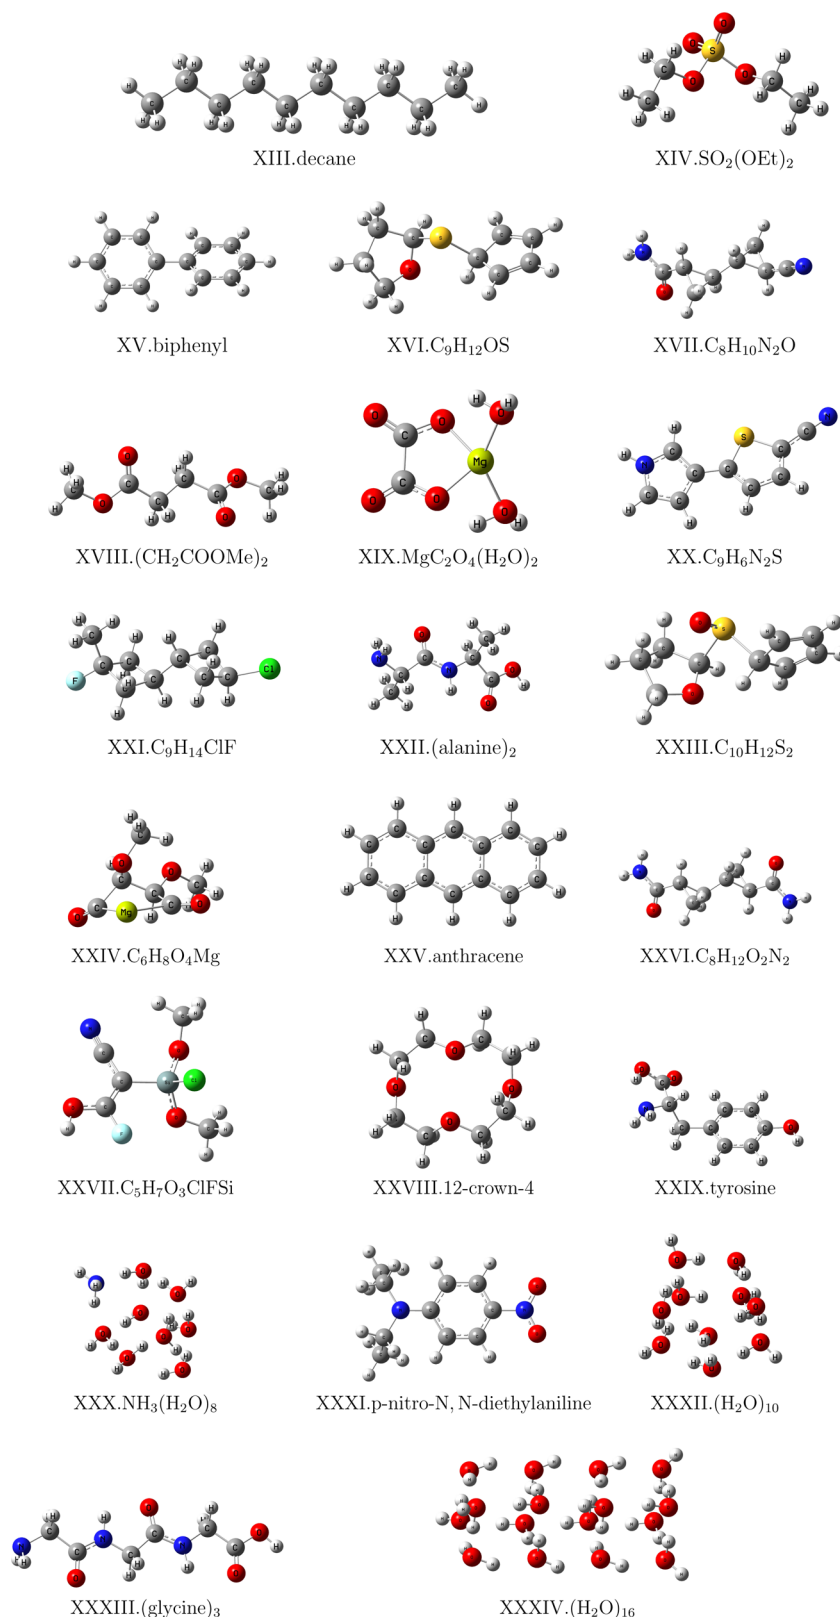 XIII.decane
XIV.SO₂(OEt)₂
XV.biphenyl
XVI.C₉H₁₂OS
XVII.C₈H₁₀N₂O
XVIII.(CH₂COOMe)₂
XIX.MgC₂O₄(H₂O)₂
XX.C₉H₆N₂S
XXI.C₉H₁₄ClF
XXII.(alanine)₂
XXIII.C₁₀H₁₂S₂
XXIV.C₆H₈O₄Mg
XXV.anthracene
XXVI.C₈H₁₂O₂N₂
XXVII.C₅H₇O₃ClFSi
XXVIII.12-crown-4
XXIX.tyrosine
XXX.NH₃(H₂O)₈
XXXI.p-nitro-N, N-diethylaniline
XXXII.(H₂O)₁₀
XXXIII.(glycine)₃
XXXIV.(H₂O)₁₆